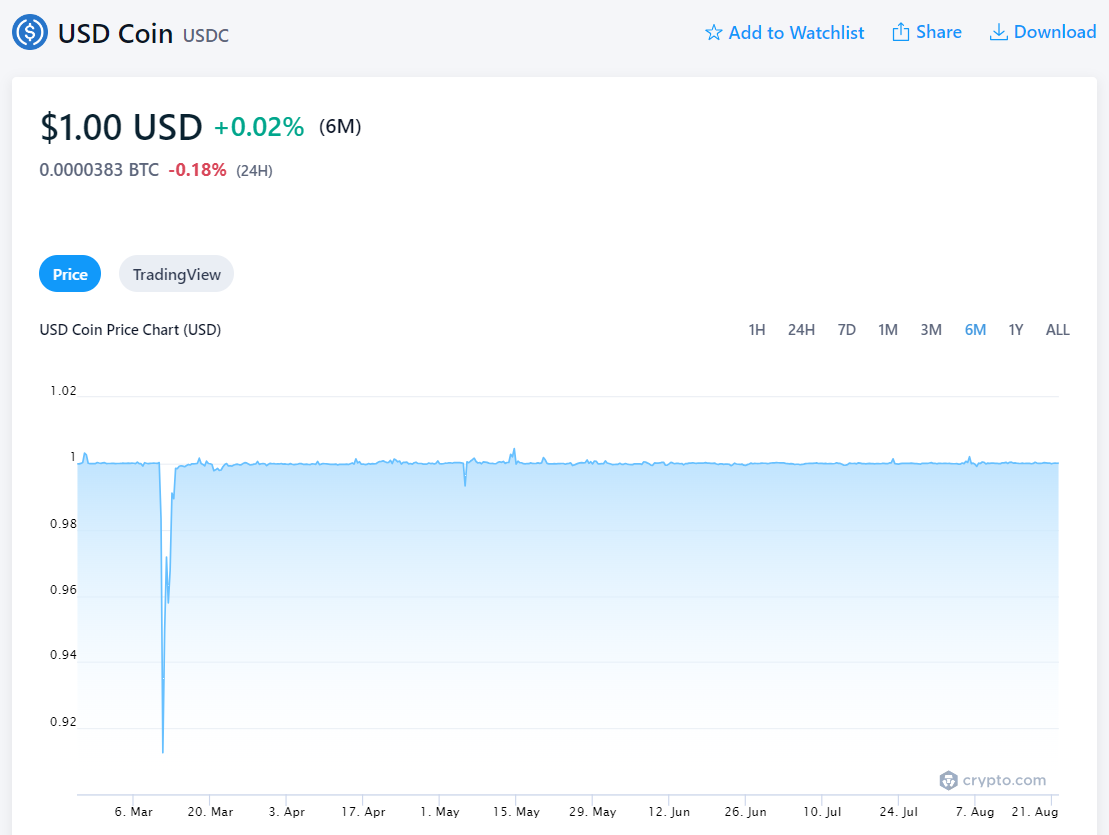 USD Coin USDC
Add to Watchlist Share Download
$1.00 USD +0.02% (6M)
0.0000383 BTC -0.18% (24H)
Price TradingView
USD Coin Price Chart (USD)
1H 24H 7D 1M 3M 6M 1Y ALL
1.02
1
0.98
0.96
0.94
0.92
crypto.com
6. Mar 20. Mar 3. Apr 17. Apr 1. May 15. May 29. May 12. Jun 26. Jun 10. Jul 24. Jul 7. Aug 21. Aug